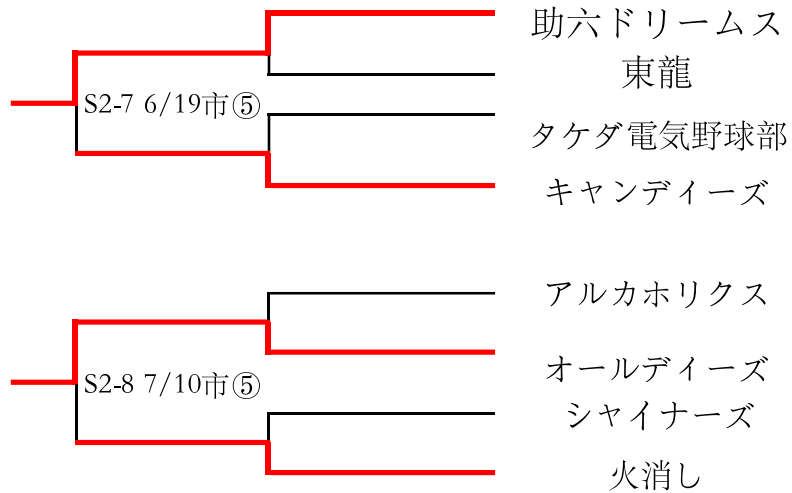 助六ドリームス
東龍
S2-7 6/19市⑤
タケダ電気野球部
キャンディーズ
アルカホリクス
オールディーズ
S2-8 7/10市⑤
シャイナーズ
火消し